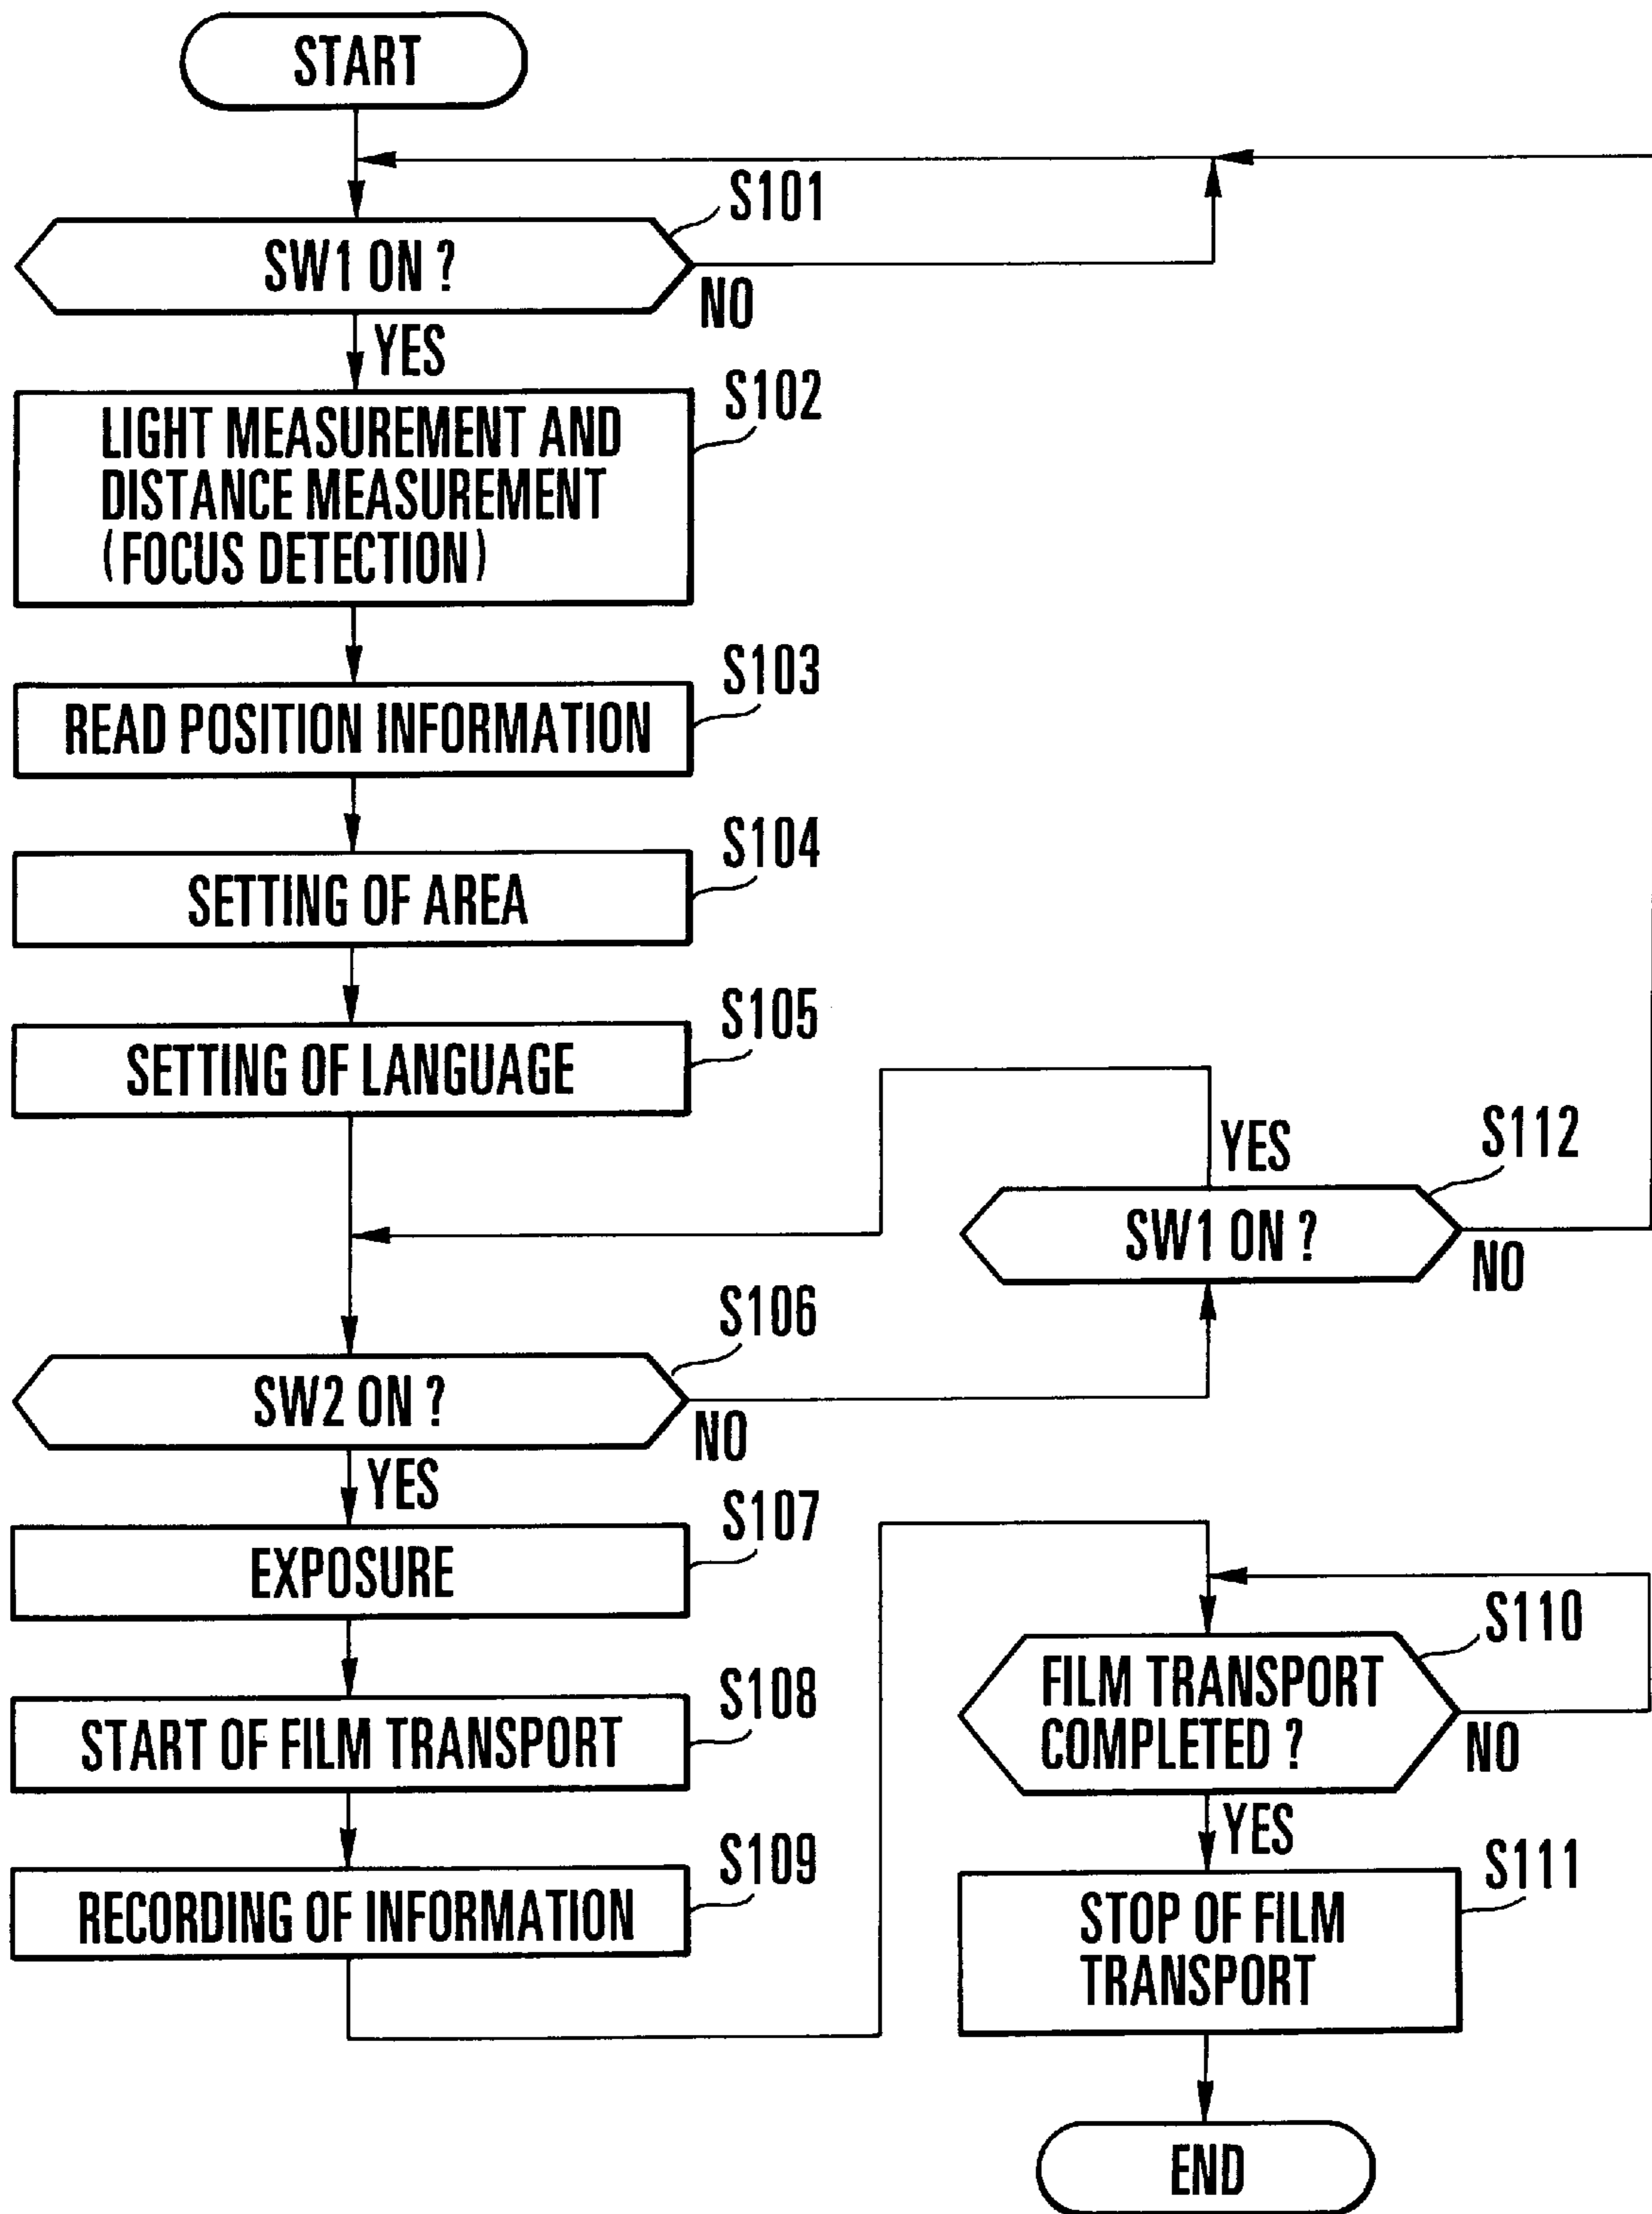 START
S101
SW1 ON ?
NO
YES
S102
LIGHT MEASUREMENT AND
DISTANCE MEASUREMENT
(FOCUS DETECTION)
S103
READ POSITION INFORMATION
S104
SETTING OF AREA
S105
SETTING OF LANGUAGE
S106
SW2 ON ?
NO
YES
S107
EXPOSURE
S108
START OF FILM TRANSPORT
S109
RECORDING OF INFORMATION
YES
S112
SW1 ON ?
NO
S110
FILM TRANSPORT
COMPLETED ?
NO
YES
S111
STOP OF FILM
TRANSPORT
END